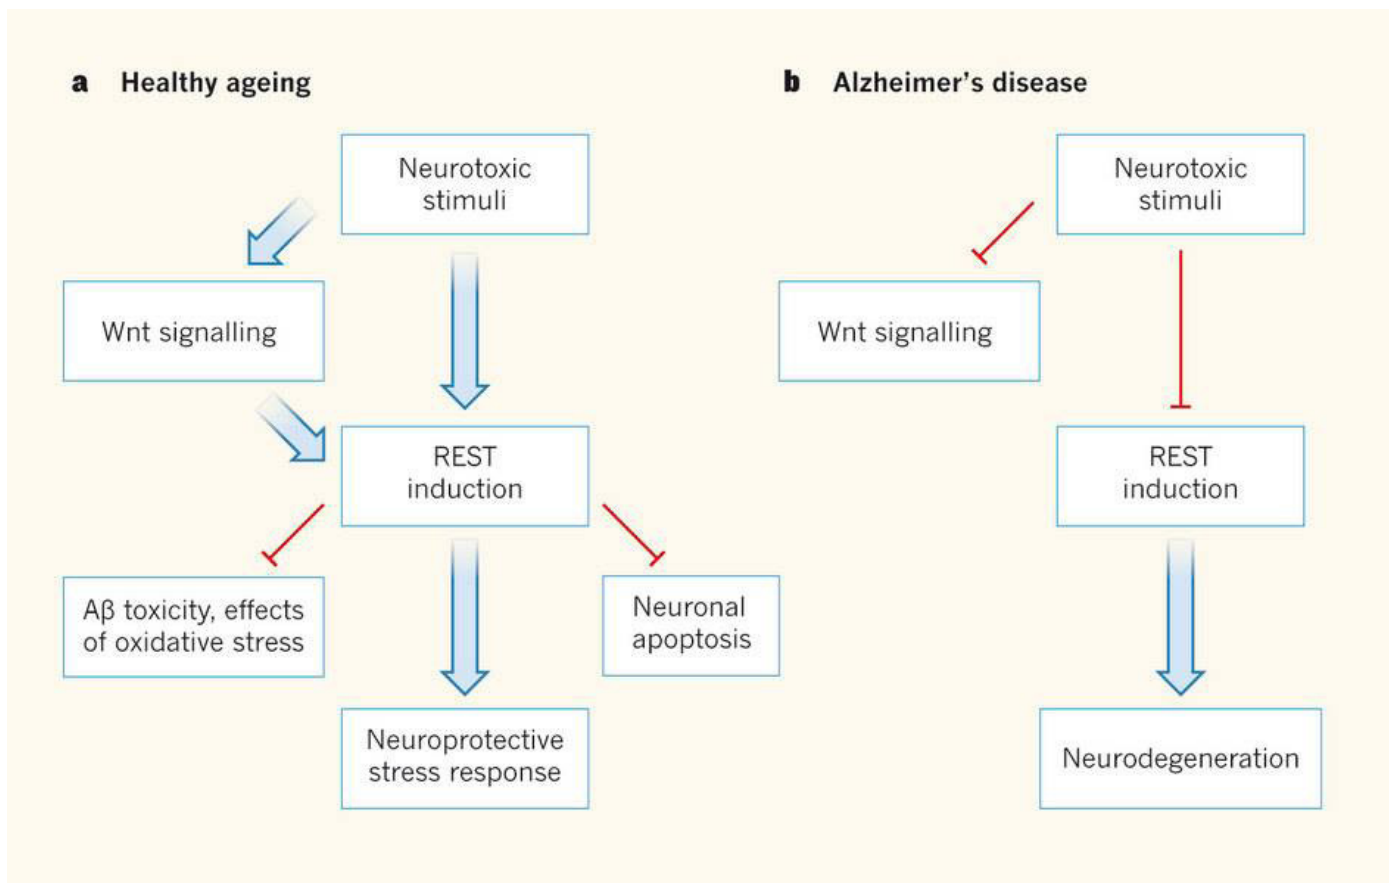 a Healthy ageing
Neurotoxic
stimuli
Wnt signalling
REST
induction
Aβ toxicity, effects
of oxidative stress
Neuronal
apoptosis
Neuroprotective
stress response
b Alzheimer’s disease
Neurotoxic
stimuli
Wnt signalling
REST
induction
Neurodegeneration